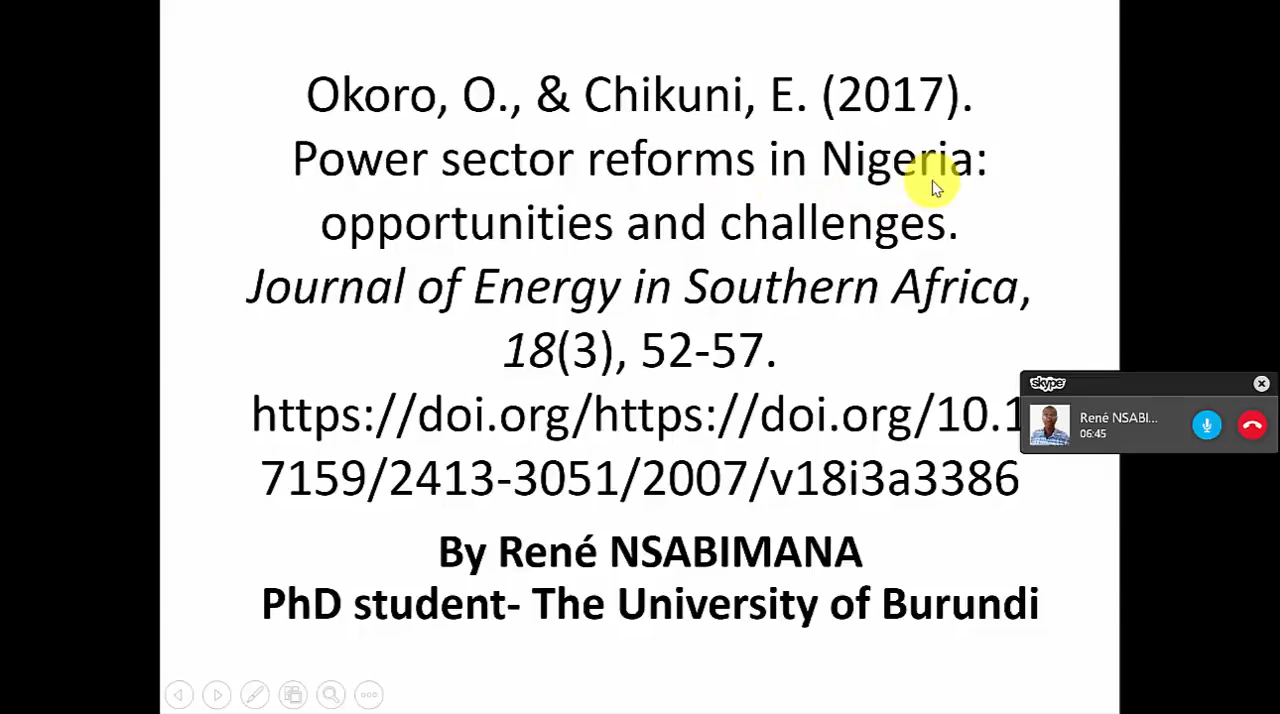 Okoro, O., & Chikuni, E. (2017).
Power sector reforms in Nigeria:
opportunities and challenges.
Journal of Energy in Southern Africa,
18(3), 52-57.
https://doi.org/https://doi.org/10.1
7159/2413-3051/2007/v18i3a3386
By René NSABIMANA
PhD student- The University of Burundi
skype
René NSABI...
06:45